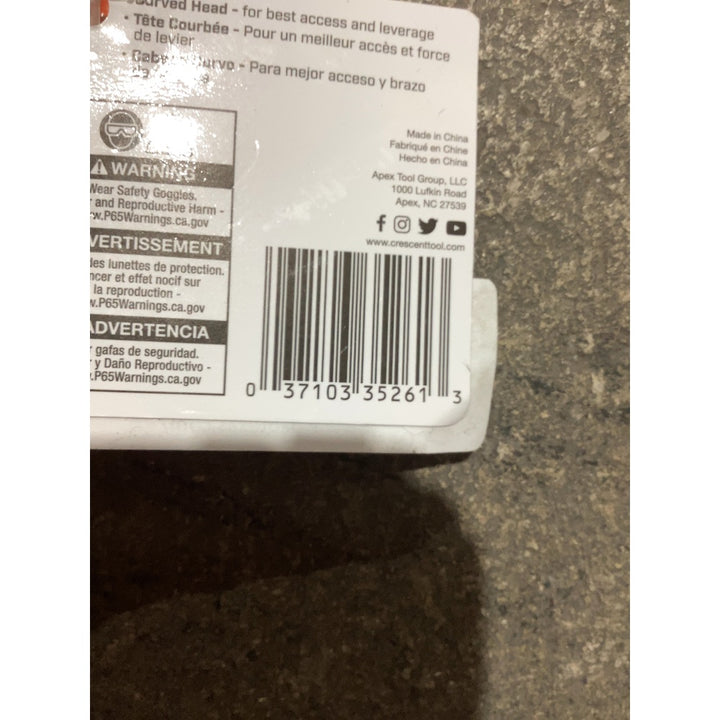 Curved Head - for best access and leverage
• Tête Courbée - Pour un meilleur accès et force
de levier
• Curvo - Para mejor acceso y brazo
WARNING
Wear Safety Goggles.
and Reproductive Harm -
w.P65Warnings.ca.gov
VERTISSEMENT
les lunettes de protection.
ncer et effet nocif sur
la reproduction -
w.P65Warnings.ca.gov
ADVERTENCIA
gafas de seguridad.
y Daño Reproductivo -
.P65Warnings.ca.gov
Made in China
Fabriqué en Chine
Hecho en China
Apex Tool Group, LLC
1000 Lufkin Road
Apex, NC 27539
www.crescenttool.com
0 37103 35261 3